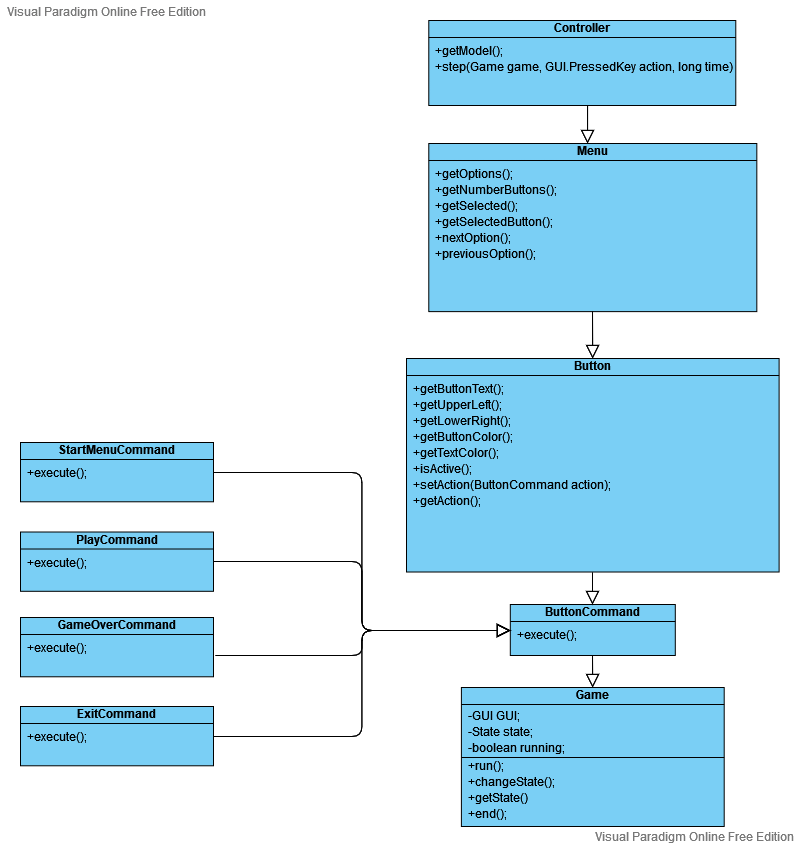 Visual Paradigm Online Free Edition
Controller
+getModel();
+step(Game game, GUI.PressedKey action, long time)
Menu
+getOptions();
+getNumberButtons();
+getSelected();
+getSelectedButton();
+nextOption();
+previousOption();
Button
+getButtonText();
+getUpperLeft();
+getLowerRight();
+getButtonColor();
+getTextColor();
+isActive();
+setAction(ButtonCommand action);
+getAction();
StartMenuCommand
+execute();
PlayCommand
+execute();
GameOverCommand
+execute();
ExitCommand
+execute();
ButtonCommand
+execute();
Game
-GUI GUI;
-State state;
-boolean running;
+run();
+changeState();
+getState()
+end();
Visual Paradigm Online Free Edition